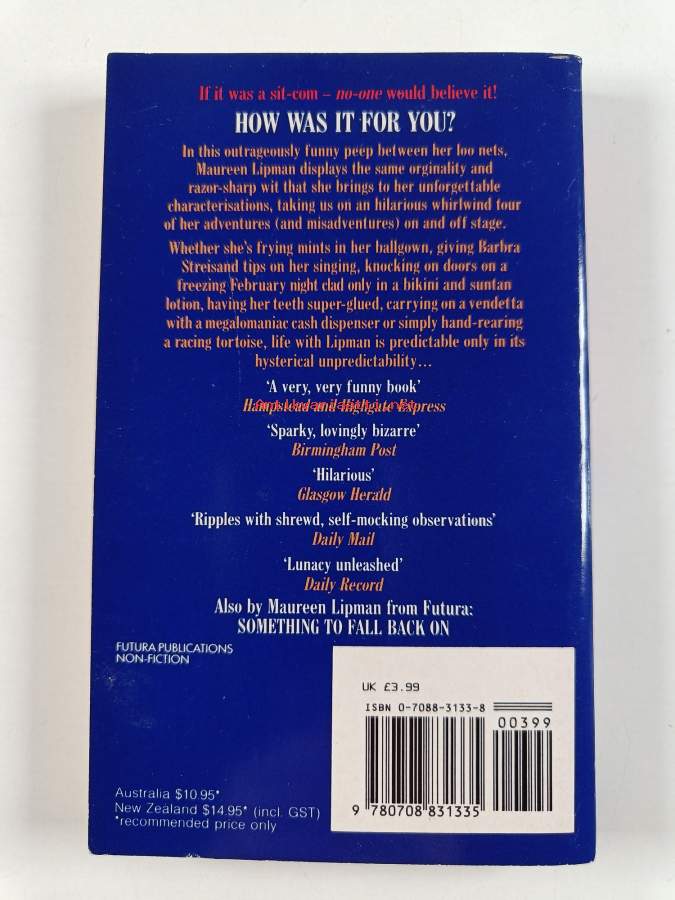 If it was a sit-com – no-one would believe it!
HOW WAS IT FOR YOU?
In this outrageously funny peep between her loo nets,
Maureen Lipman displays the same orginality and
razor-sharp wit that she brings to her unforgettable
characterisations, taking us on an hilarious whirlwind tour
of her adventures (and misadventures) on and off stage.
Whether she's frying mints in her ballgown, giving Barbra
Streisand tips on her singing, knocking on doors on a
freezing February night clad only in a bikini and suntan
lotion, having her teeth super-glued, carrying on a vendetta
with a megalomaniac cash dispenser or simply hand-rearing
a racing tortoise, life with Lipman is predictable only in its
hysterical unpredictability…
'A very, very funny book'
Hampstead and Highgate Express
'Sparky, lovingly bizarre'
Birmingham Post
'Hilarious'
Glasgow Herald
'Ripples with shrewd, self-mocking observations'
Daily Mail
'Lunacy unleashed'
Daily Record
Also by Maureen Lipman from Futura:
SOMETHING TO FALL BACK ON
FUTURA PUBLICATIONS
NON-FICTION
UK £3.99
ISBN 0-7088-3133-8
00399
9 780708 831335
Australia $10.95*
New Zealand $14.95* (incl. GST)
*recommended price only